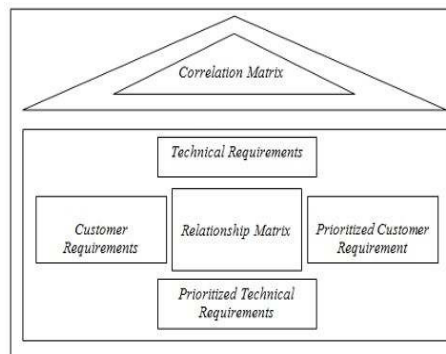 Correlation Matrix
Technical Requirements
Customer
Requirements
Relationship Matrix
Prioritized Customer
Requirement
Prioritized Technical
Requirements